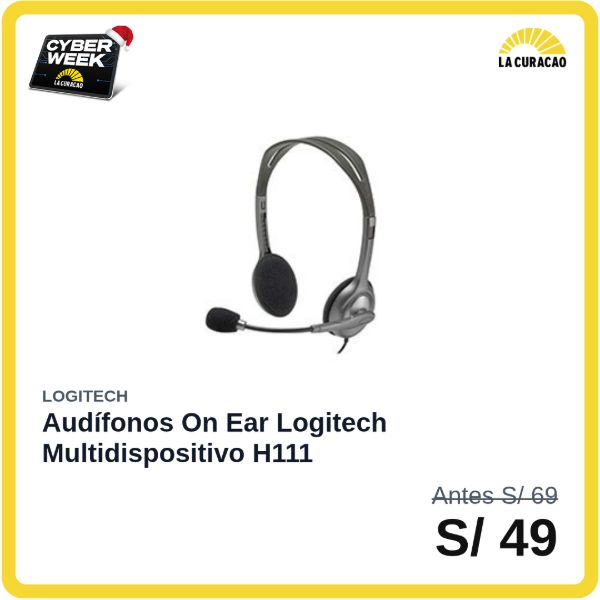 CYBER
WEEK
LA CURACAO
LA CURACAO
LOGITECH
Audífonos On Ear Logitech
Multidispositivo H111
Antes S/ 69
S/ 49